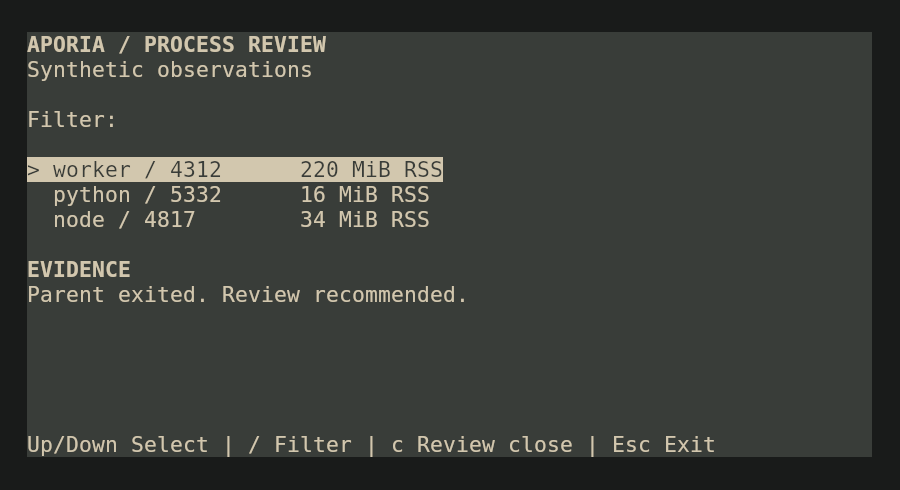 APORIA / PROCESS REVIEW
Synthetic observations
Filter:
> worker / 4312      220 MiB RSS
  python / 5332      16 MiB RSS
  node / 4817        34 MiB RSS
EVIDENCE
Parent exited. Review recommended.
Up/Down Select | / Filter | c Review close | Esc Exit